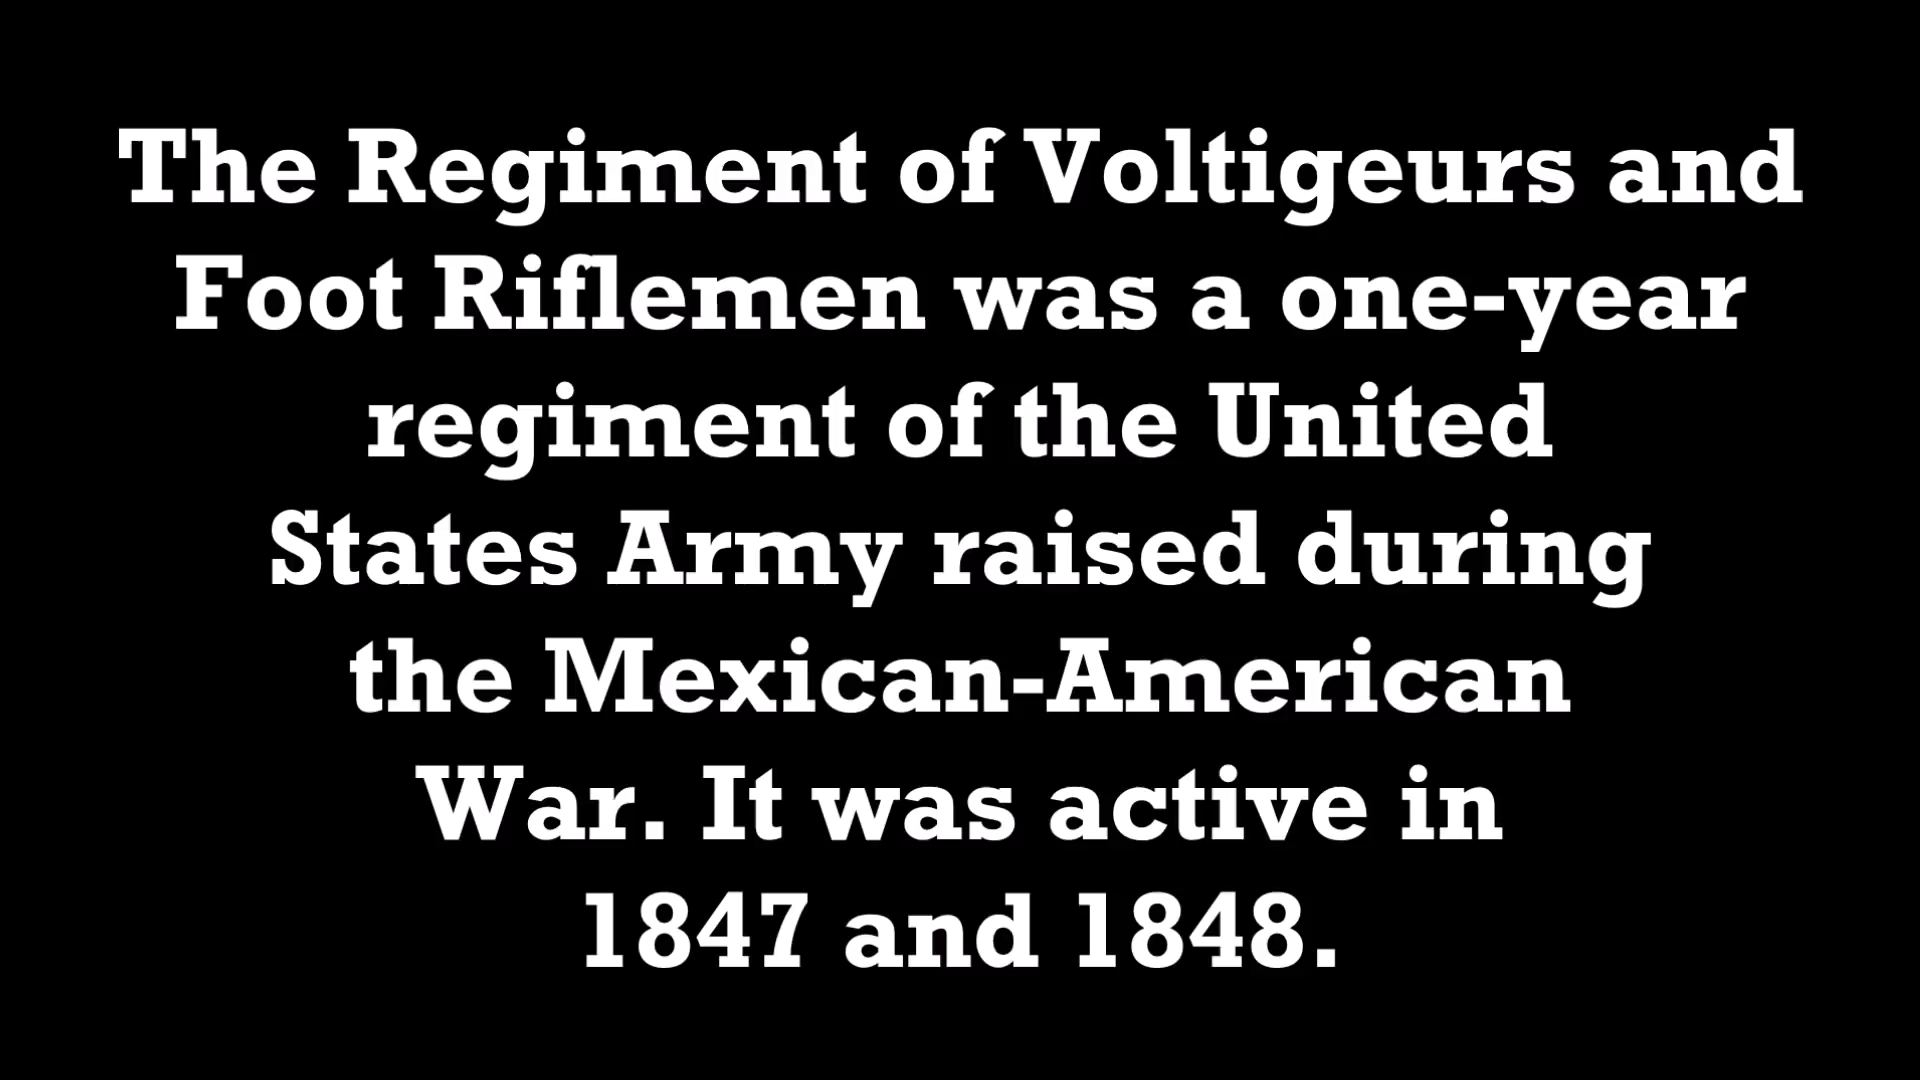 The Regiment of Voltigeurs and
Foot Riflemen was a one-year
regiment of the United
States Army raised during
the Mexican-American
War. It was active in
1847 and 1848.